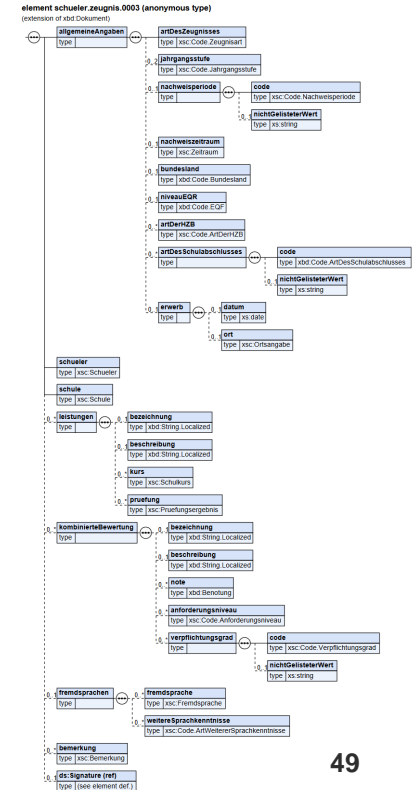 element schueler.zeugnis.0003 (anonymous type)
(extension of xbd:Dokument)
allgemeineAngaben
type
artDesZeugnisses
type xsc:Code.Zeugnisart
0..2
jahrgangsstufe
type xsc:Code.Jahrgangsstufe
0..1
nachweisperiode
type
code
type xsc:Code.Nachweisperiode
0..1
nichtGelisteterWert
type xs:string
0..1
nachweiszeitraum
type xsc:Zeitraum
0..1
bundesland
type xbd:Code.Bundesland
0..1
niveauEQR
type xbd:Code.EQF
0..1
artDerHZB
type xsc:Code.ArtDerHZB
0..1
artDesSchulabschlusses
type
code
type xbd:Code.ArtDesSchulabschlusses
0..1
nichtGelisteterWert
type xs:string
0..1
erwerb
type
0..1
datum
type xs:date
0..1
ort
type xsc:Ortsangabe
schueler
type xsc:Schueler
schule
type xsc:Schule
0..*
leistungen
type
0..1
bezeichnung
type xbd:String.Localized
0..1
beschreibung
type xbd:String.Localized
0..*
kurs
type xsc:Schulkurs
0..*
pruefung
type xsc:Pruefungsergebnis
0..*
kombinierteBewertung
type
0..1
bezeichnung
type xbd:String.Localized
0..1
beschreibung
type xbd:String.Localized
0..*
note
type xbd:Benotung
0..1
anforderungsniveau
type xsc:Code.Anforderungsniveau
0..*
verpflichtungsgrad
type
code
type xsc:Code.Verpflichtungsgrad
0..1
nichtGelisteterWert
type xs:string
0..1
fremdsprachen
type
0..*
fremdsprache
type xsc:Fremdsprache
0..*
weitereSprachkenntnisse
type xsc:Code.ArtWeitererSprachkenntnisse
0..*
bemerkung
type xsc:Bemerkung
0..1
ds:Signature (ref)
type (see element def.)
49